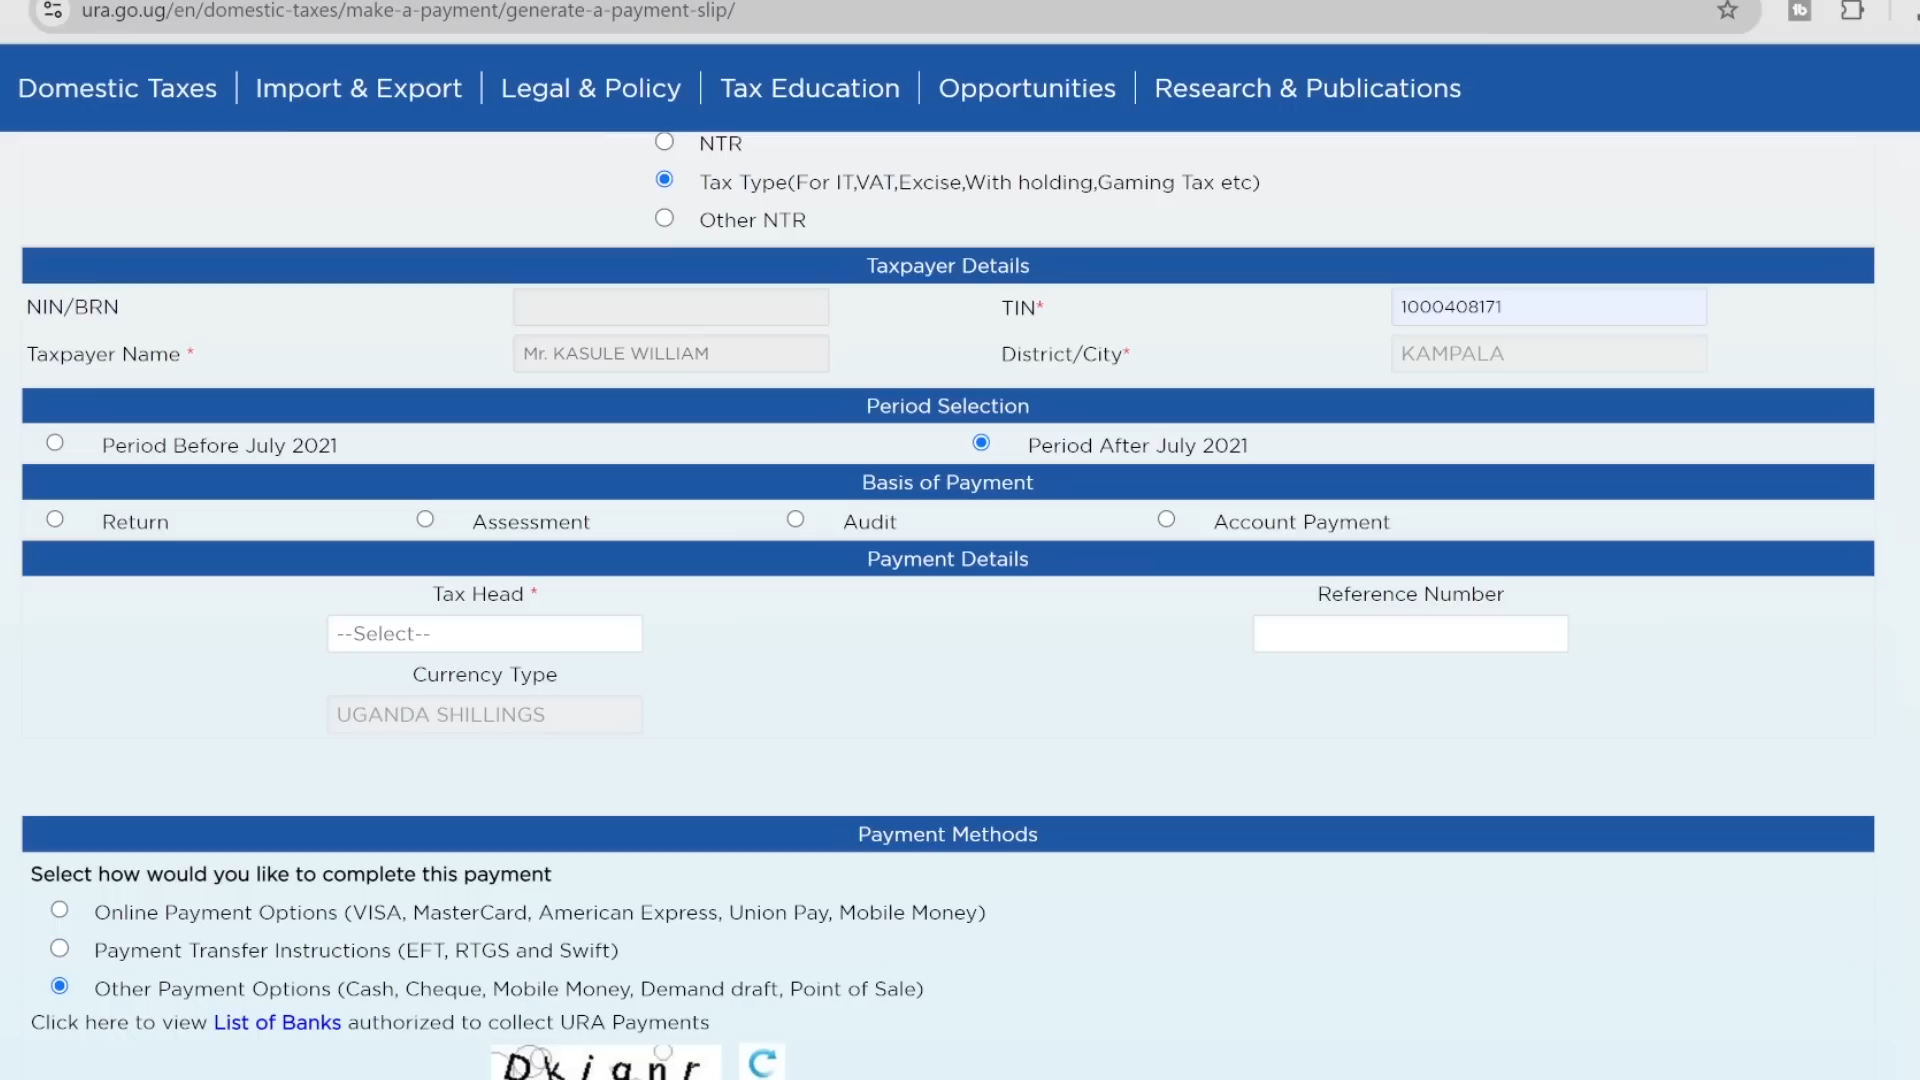 ura.go.ug/en/domestic-taxes/make-a-payment/generate-a-payment-slip/
Domestic Taxes Import & Export Legal & Policy Tax Education Opportunities Research & Publications
NTR
Tax Type(For IT,VAT,Excise,With holding,Gaming Tax etc)
Other NTR
Taxpayer Details
NIN/BRN TIN* 1000408171
Taxpayer Name * Mr. KASULE WILLIAM District/City* KAMPALA
Period Selection
Period Before July 2021 Period After July 2021
Basis of Payment
Return Assessment Audit Account Payment
Payment Details
Tax Head * Reference Number
--Select--
Currency Type
UGANDA SHILLINGS
Payment Methods
Select how would you like to complete this payment
Online Payment Options (VISA, MasterCard, American Express, Union Pay, Mobile Money)
Payment Transfer Instructions (EFT, RTGS and Swift)
Other Payment Options (Cash, Cheque, Mobile Money, Demand draft, Point of Sale)
Click here to view List of Banks authorized to collect URA Payments